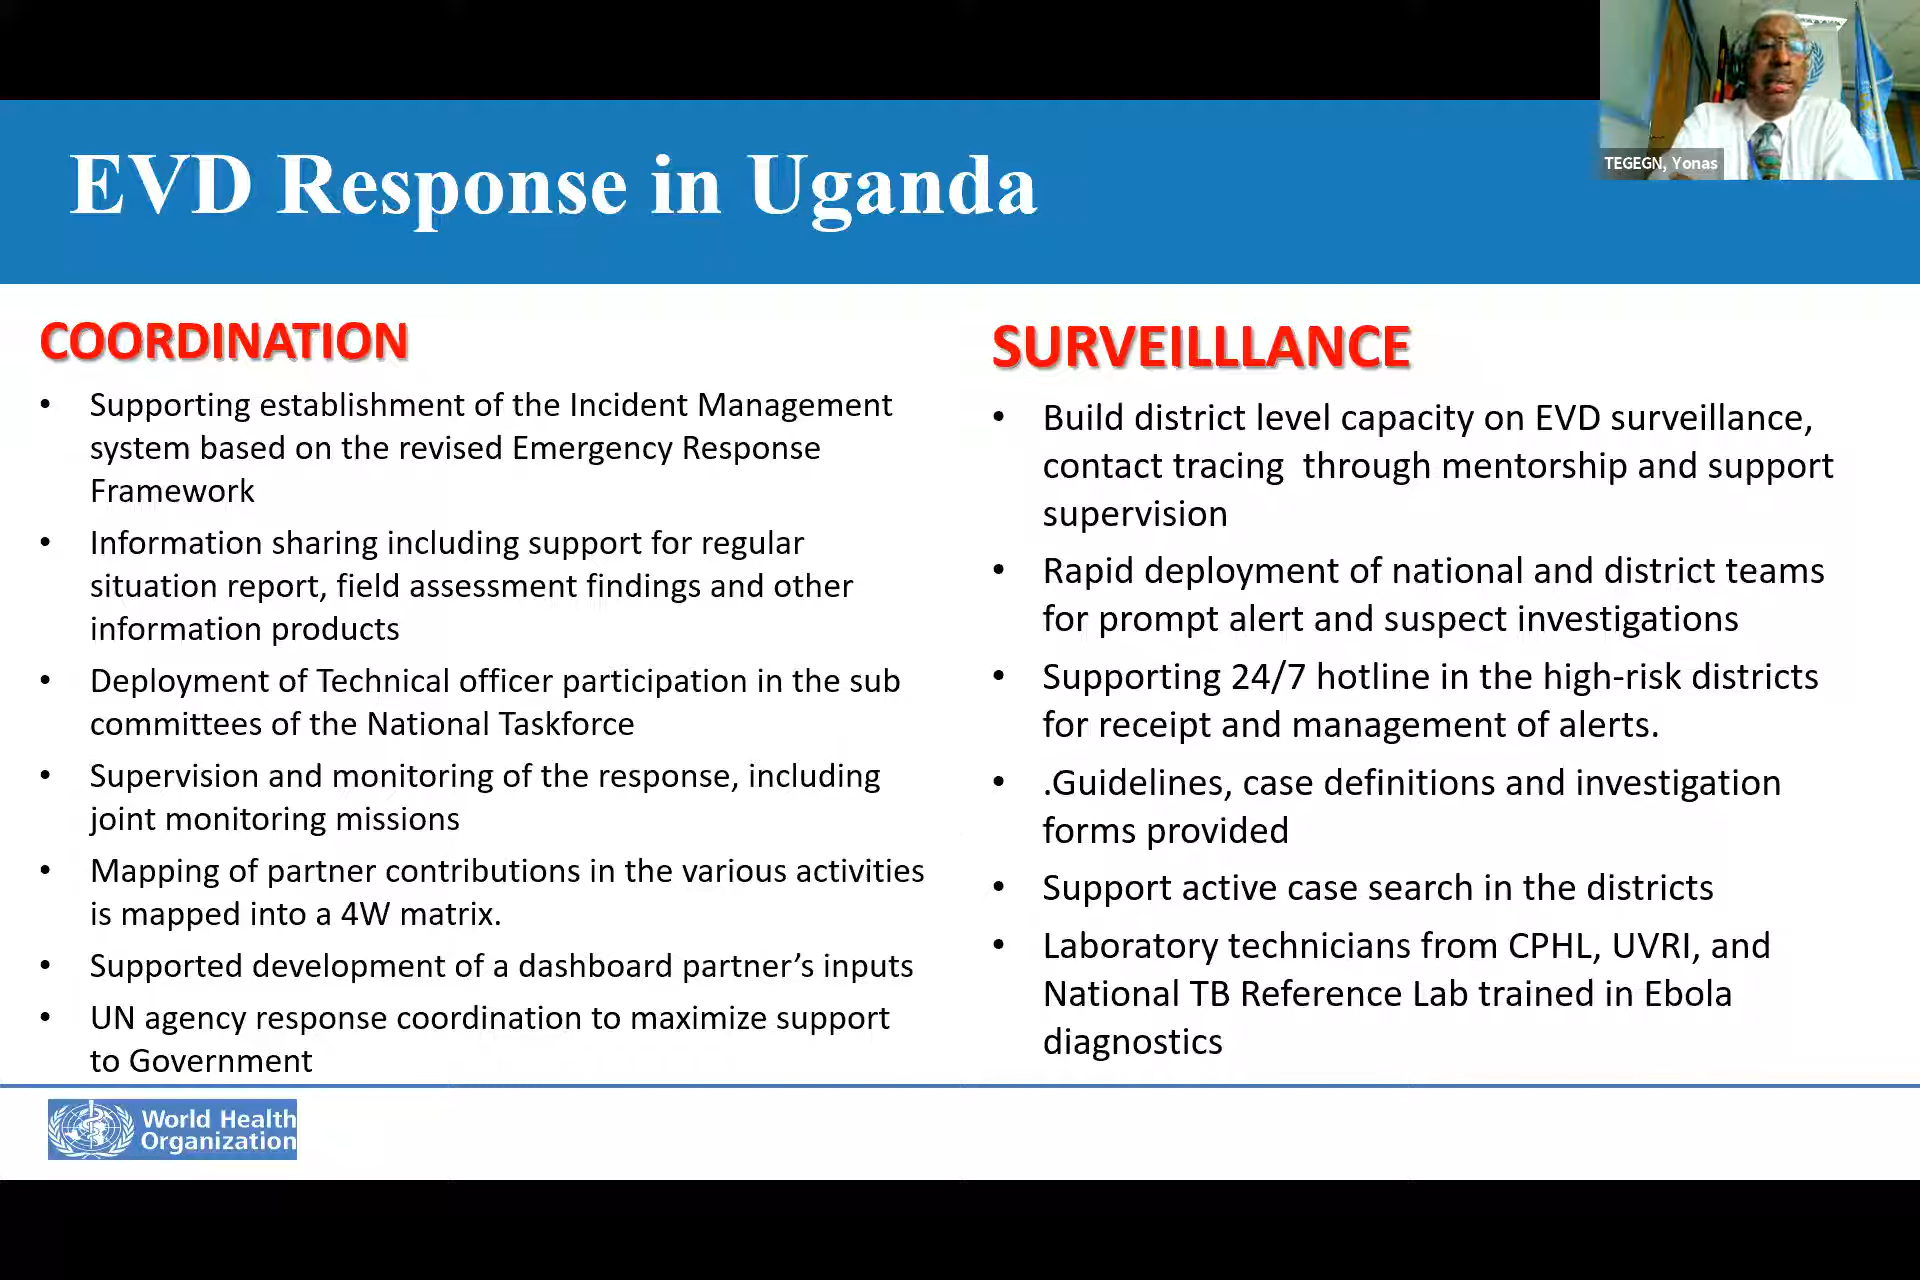 TEGEGN, Yonas
EVD Response in Uganda
COORDINATION
• Supporting establishment of the Incident Management
system based on the revised Emergency Response
Framework
• Information sharing including support for regular
situation report, field assessment findings and other
information products
• Deployment of Technical officer participation in the sub
committees of the National Taskforce
• Supervision and monitoring of the response, including
joint monitoring missions
• Mapping of partner contributions in the various activities
is mapped into a 4W matrix.
• Supported development of a dashboard partner’s inputs
• UN agency response coordination to maximize support
to Government
SURVEILLLANCE
• Build district level capacity on EVD surveillance,
contact tracing  through mentorship and support
supervision
• Rapid deployment of national and district teams
for prompt alert and suspect investigations
• Supporting 24/7 hotline in the high-risk districts
for receipt and management of alerts.
• .Guidelines, case definitions and investigation
forms provided
• Support active case search in the districts
• Laboratory technicians from CPHL, UVRI, and
National TB Reference Lab trained in Ebola
diagnostics
World Health
Organization